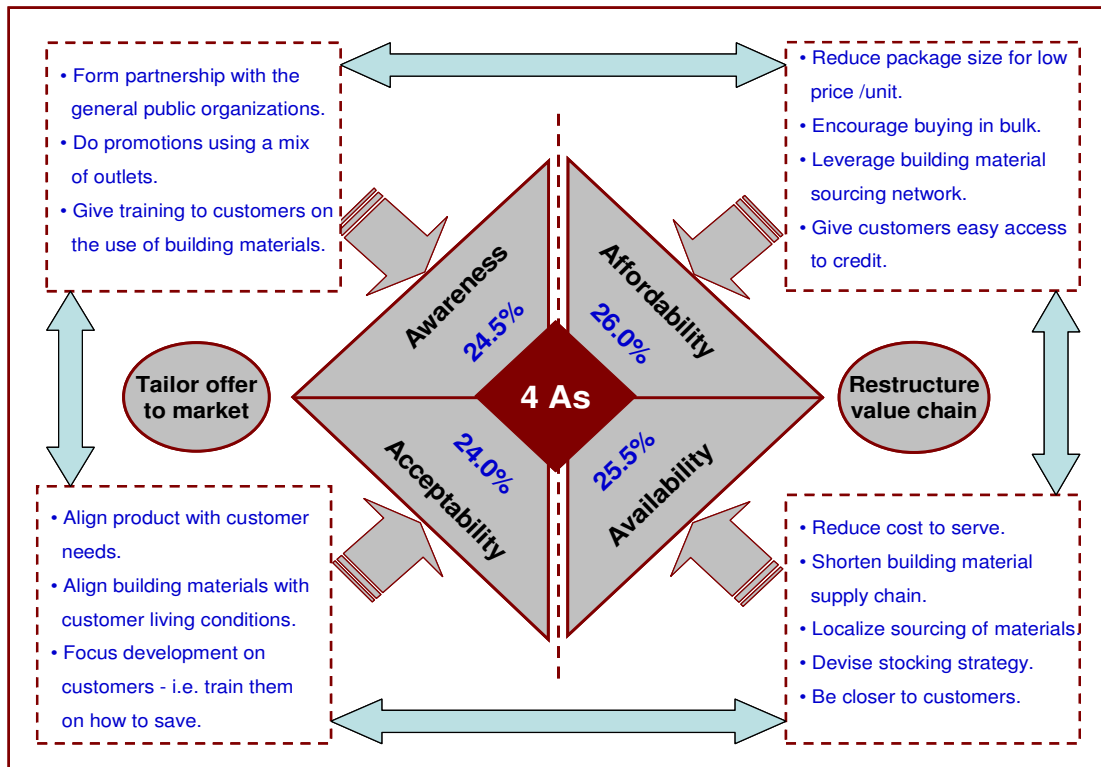 • Form partnership with the
general public organizations.
• Do promotions using a mix
of outlets.
• Give training to customers on
the use of building materials.
• Reduce package size for low
price /unit.
• Encourage buying in bulk.
• Leverage building material
sourcing network.
• Give customers easy access
to credit.
Awareness
24.5%
Affordability
26.0%
Tailor offer
to market
4 As
Restructure
value chain
Acceptability
24.0%
Availability
25.5%
• Align product with customer
needs.
• Align building materials with
customer living conditions.
• Focus development on
customers - i.e. train them
on how to save.
• Reduce cost to serve.
• Shorten building material
supply chain.
• Localize sourcing of materials.
• Devise stocking strategy.
• Be closer to customers.